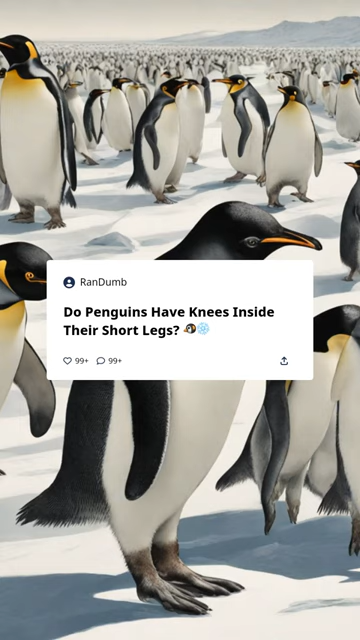 RanDumb
Do Penguins Have Knees Inside
Their Short Legs? 🐧❄️
99+ 99+